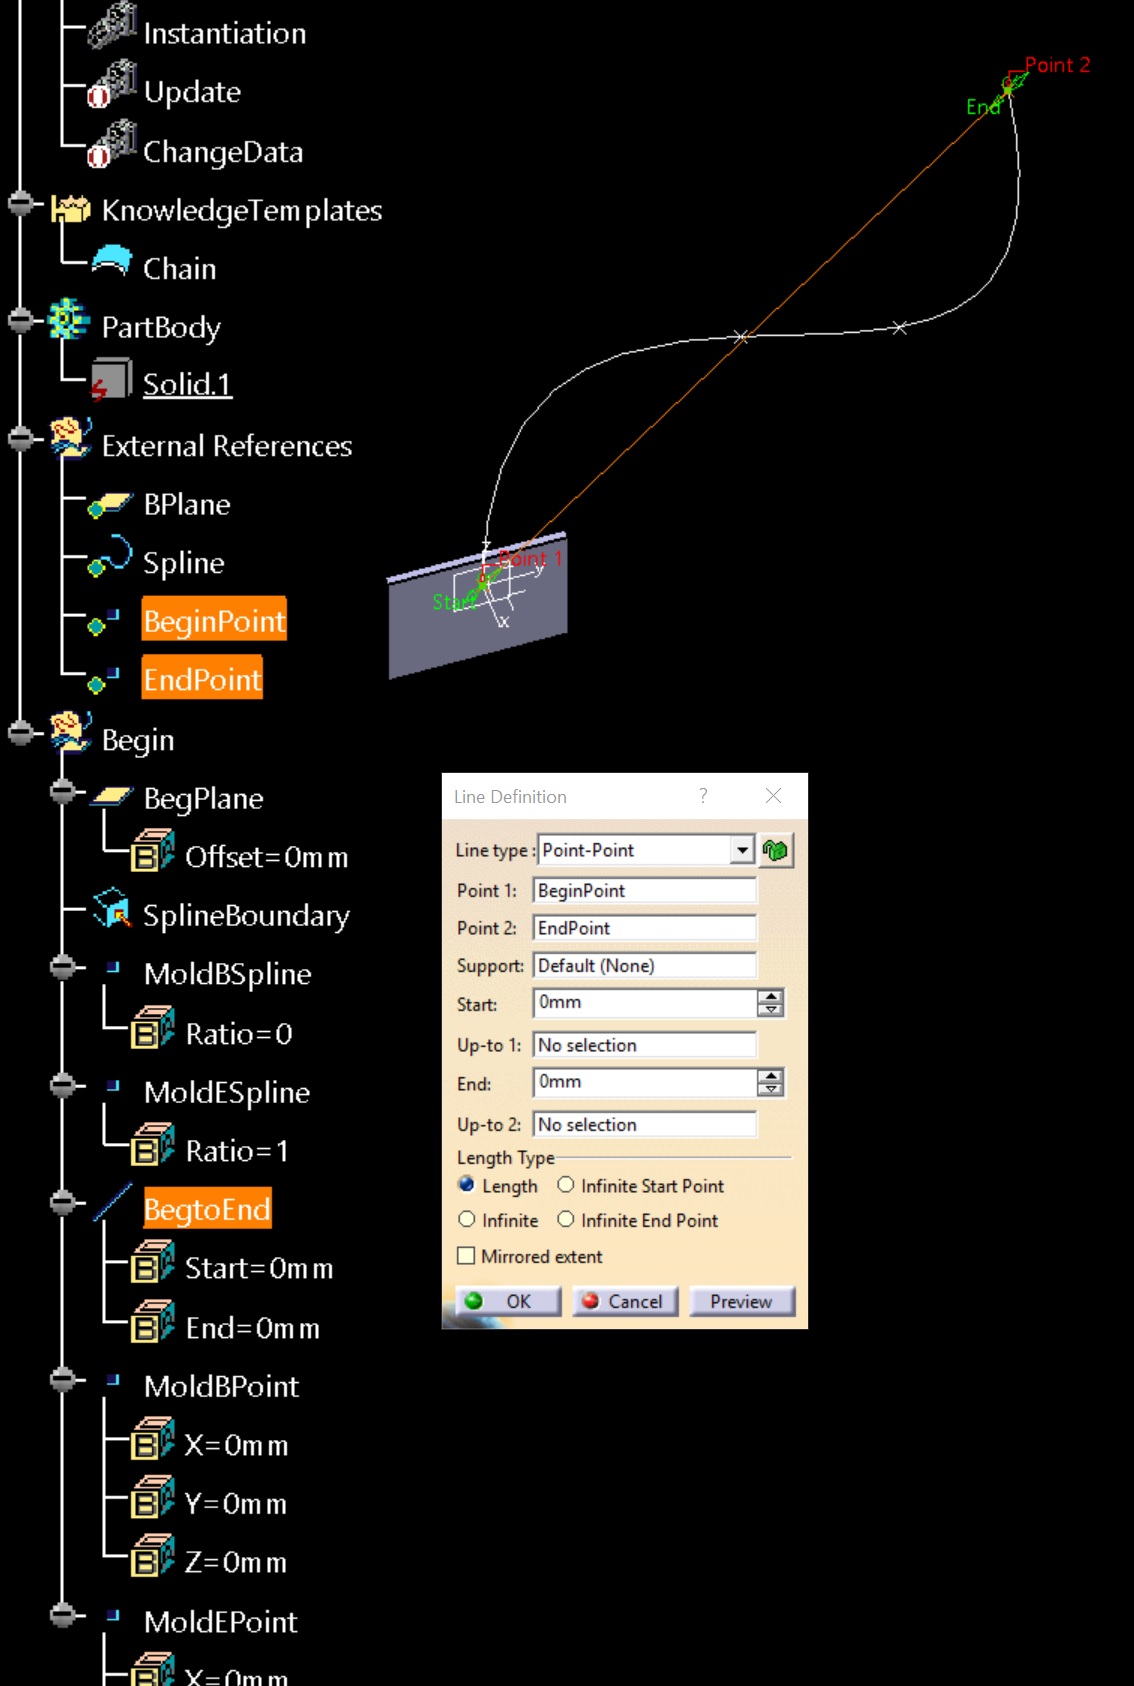 Instantiation
Update
ChangeData
KnowledgeTemplates
Chain
PartBody
Solid.1
External References
BPlane
Spline
BeginPoint
EndPoint
Begin
BegPlane
Offset=0mm
SplineBoundary
MoldBSpline
Ratio=0
MoldESpline
Ratio=1
BegtoEnd
Start=0mm
End=0mm
MoldBPoint
X=0mm
Y=0mm
Z=0mm
MoldEPoint
X=0mm
Point 2
End
Point 1
Start
z
y
x
Line Definition ?
Line type : Point-Point
Point 1: BeginPoint
Point 2: EndPoint
Support: Default (None)
Start: 0mm
Up-to 1: No selection
End: 0mm
Up-to 2: No selection
Length Type
Length Infinite Start Point
Infinite Infinite End Point
Mirrored extent
OK Cancel Preview